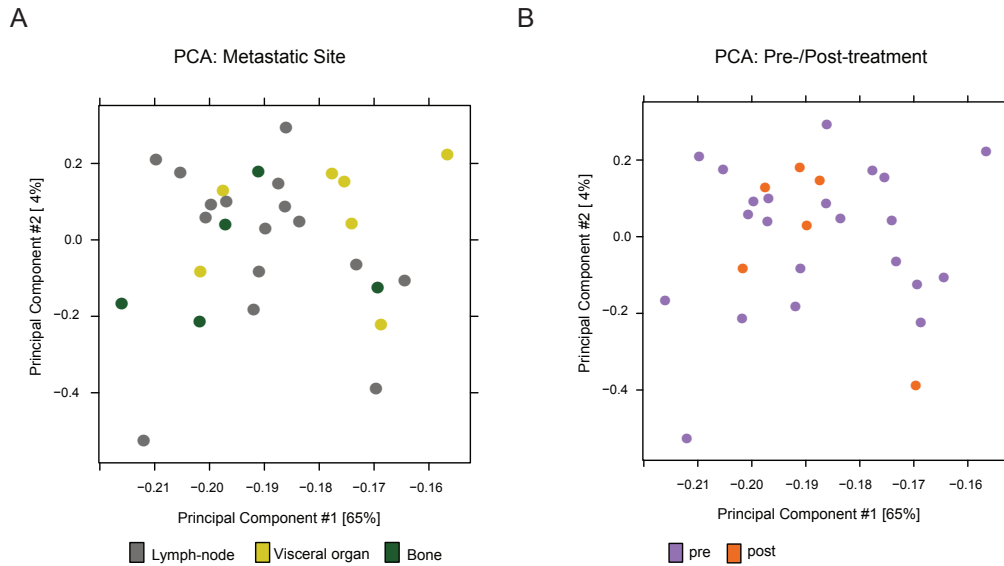 A
PCA: Metastatic Site
Principal Component #2 [ 4%]
0.2
0.0
−0.2
−0.4
−0.21 −0.20 −0.19 −0.18 −0.17 −0.16
Principal Component #1 [65%]
Lymph-node Visceral organ Bone
B
PCA: Pre-/Post-treatment
Principal Component #2 [ 4%]
0.2
0.0
−0.2
−0.4
−0.21 −0.20 −0.19 −0.18 −0.17 −0.16
Principal Component #1 [65%]
pre post